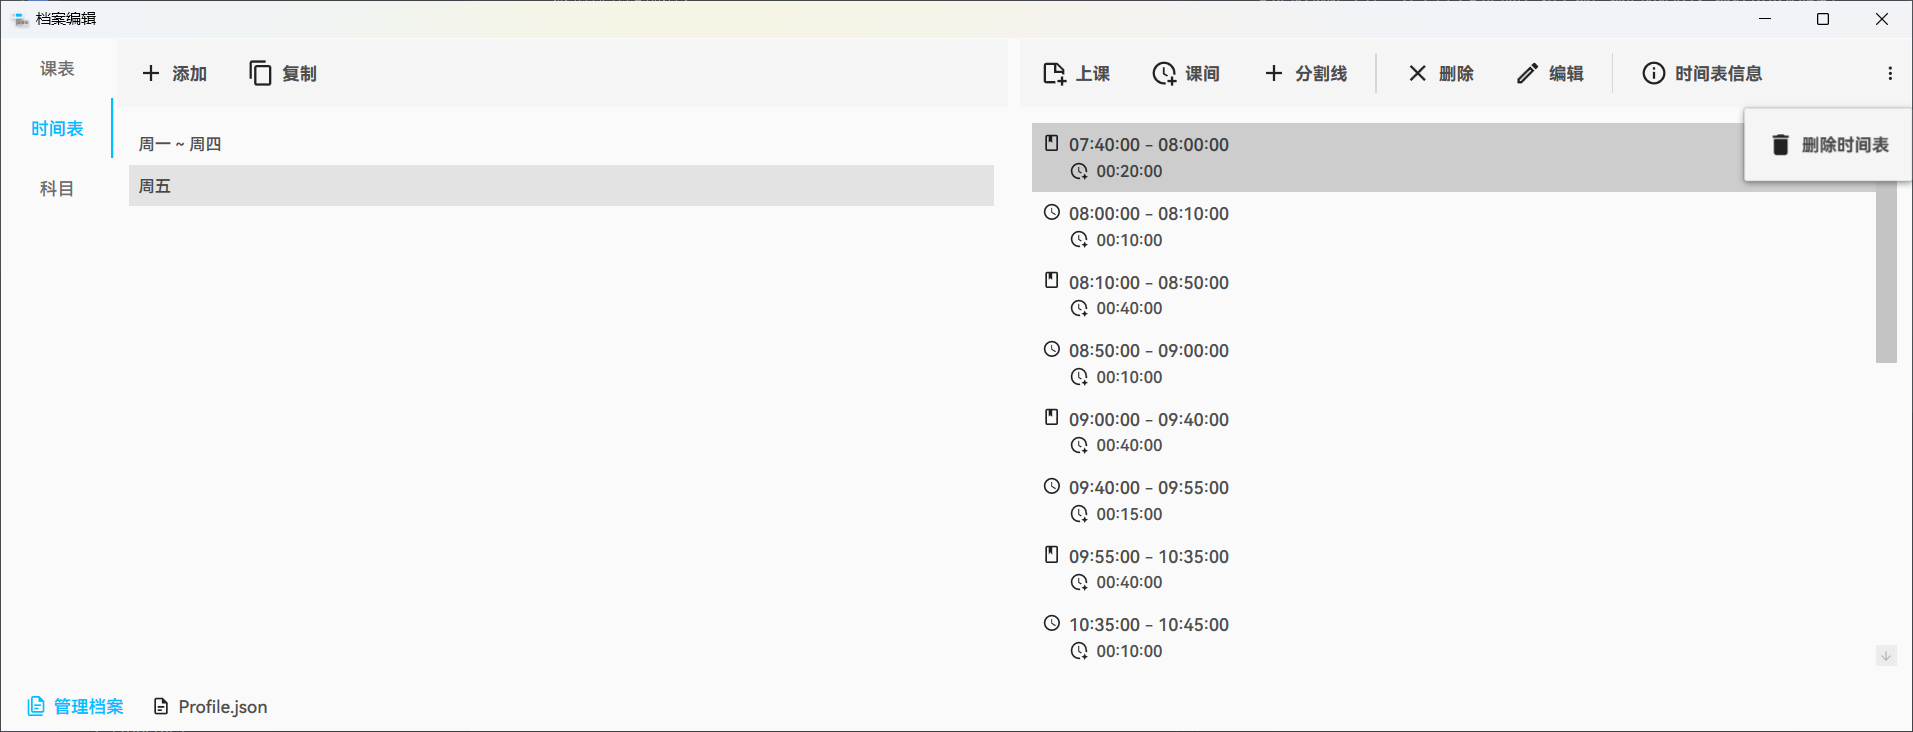 档案编辑
课表
时间表
科目
添加 复制
周一 ~ 周四
周五
上课 课间 分割线 删除 编辑 时间表信息
删除时间表
07:40:00 - 08:00:00
00:20:00
08:00:00 - 08:10:00
00:10:00
08:10:00 - 08:50:00
00:40:00
08:50:00 - 09:00:00
00:10:00
09:00:00 - 09:40:00
00:40:00
09:40:00 - 09:55:00
00:15:00
09:55:00 - 10:35:00
00:40:00
10:35:00 - 10:45:00
00:10:00
管理档案 Profile.json